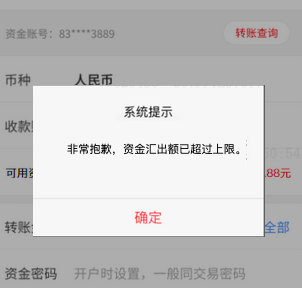 资金账号：83****3889
转账查询
币种 人民币
收款
系统提示
非常抱歉，资金汇出额已超过上限。
可用
.88元
确定
转账
全部
资金密码 开户时设置，一般同交易密码